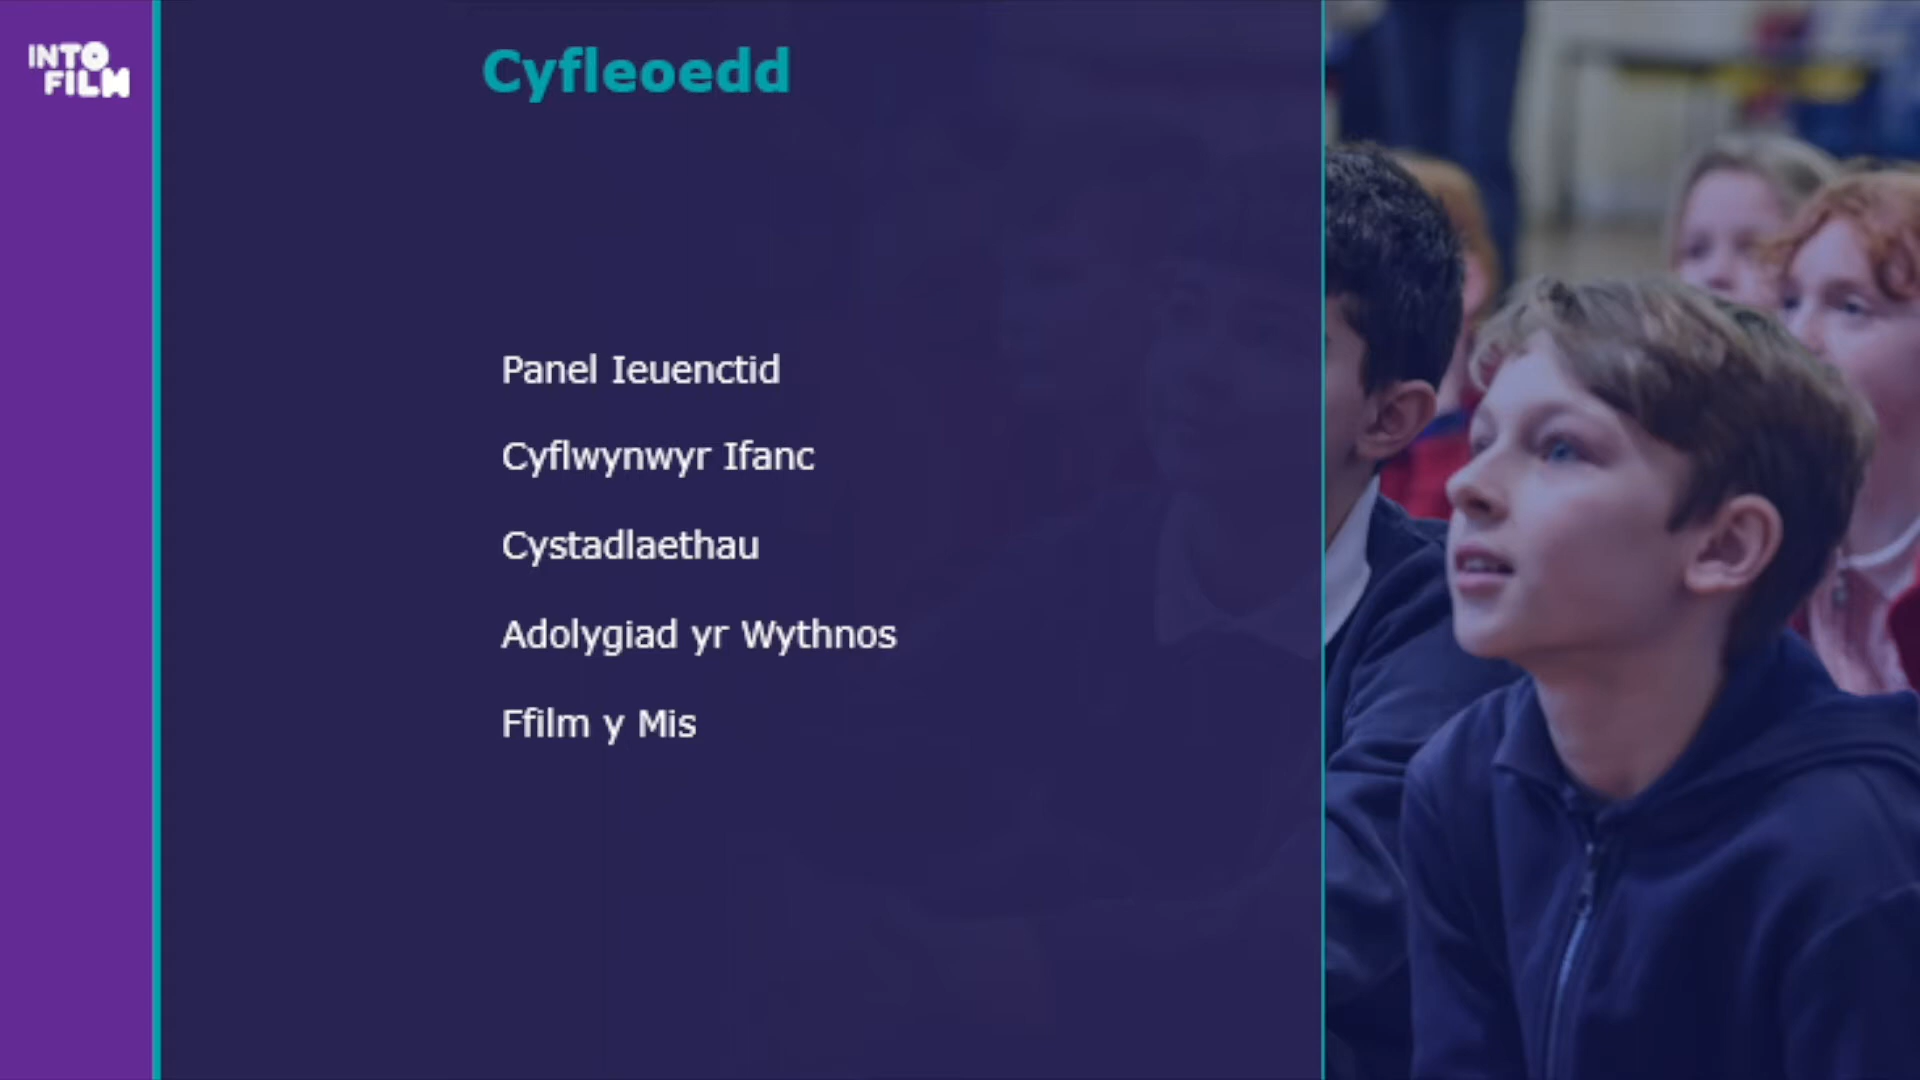 INTO
FILM
Cyfleoedd
Panel Ieuenctid
Cyflwynwyr Ifanc
Cystadlaethau
Adolygiad yr Wythnos
Ffilm y Mis